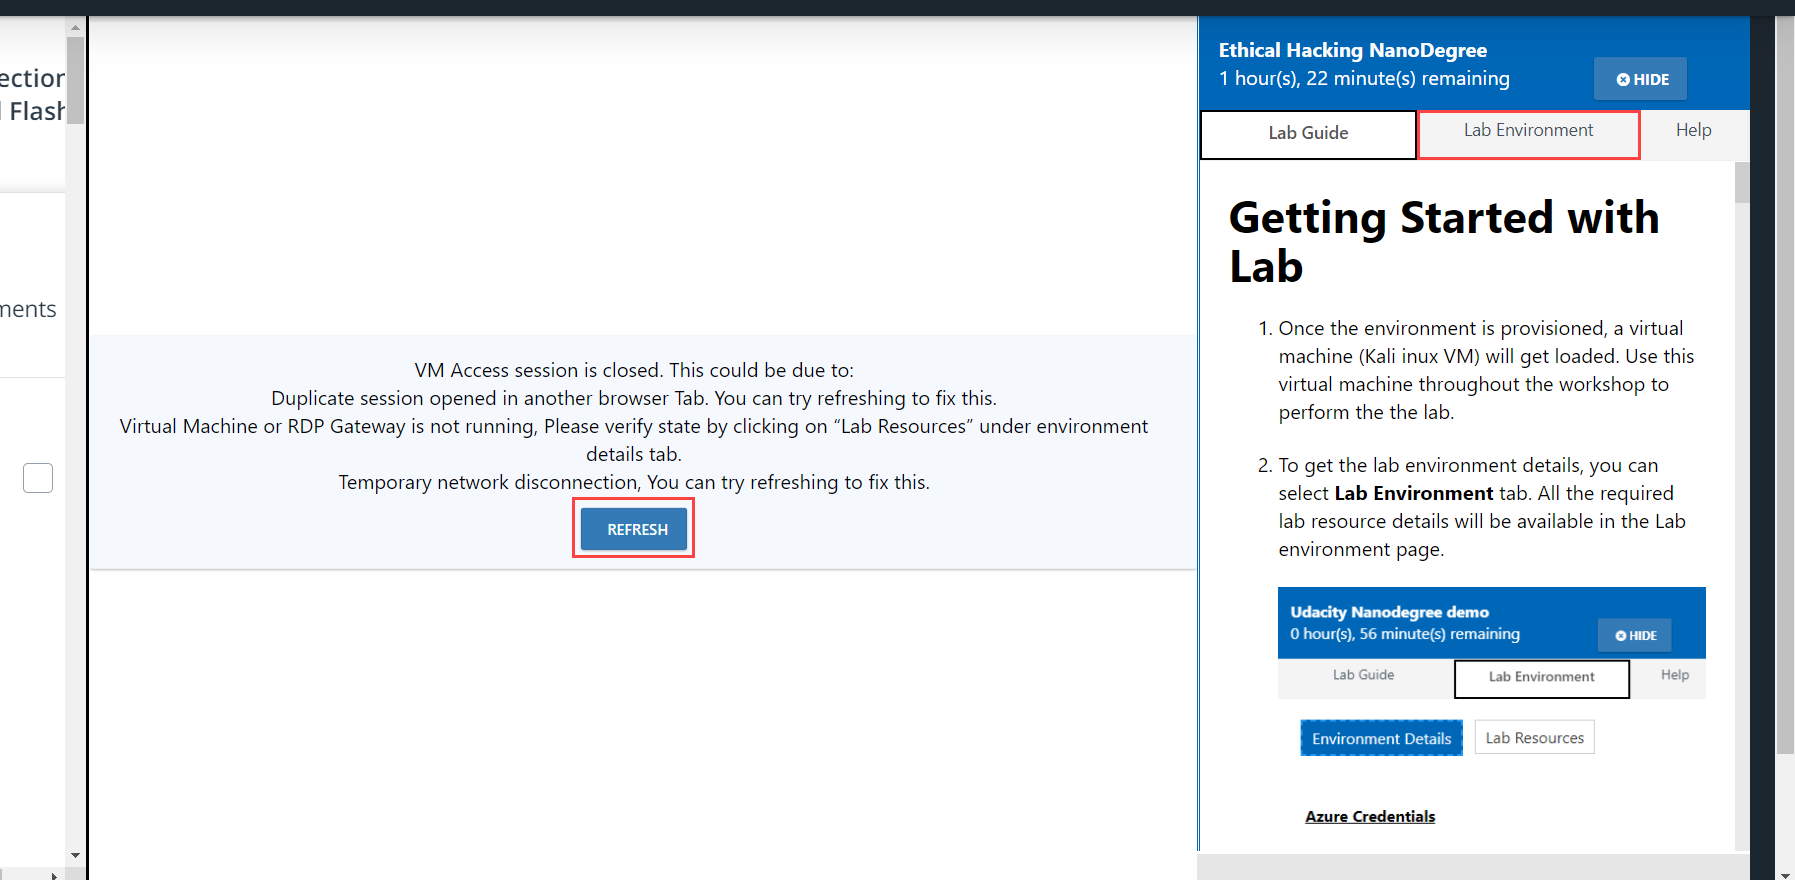 ection
l Flash
ments
VM Access session is closed. This could be due to:
Duplicate session opened in another browser Tab. You can try refreshing to fix this.
Virtual Machine or RDP Gateway is not running, Please verify state by clicking on “Lab Resources” under environment
details tab.
Temporary network disconnection, You can try refreshing to fix this.
REFRESH
Ethical Hacking NanoDegree
1 hour(s), 22 minute(s) remaining
HIDE
Lab Guide
Lab Environment
Help
Getting Started with
Lab
1. Once the environment is provisioned, a virtual
machine (Kali inux VM) will get loaded. Use this
virtual machine throughout the workshop to
perform the the lab.
2. To get the lab environment details, you can
select Lab Environment tab. All the required
lab resource details will be available in the Lab
environment page.
Udacity Nanodegree demo
0 hour(s), 56 minute(s) remaining
HIDE
Lab Guide
Lab Environment
Help
Environment Details
Lab Resources
Azure Credentials